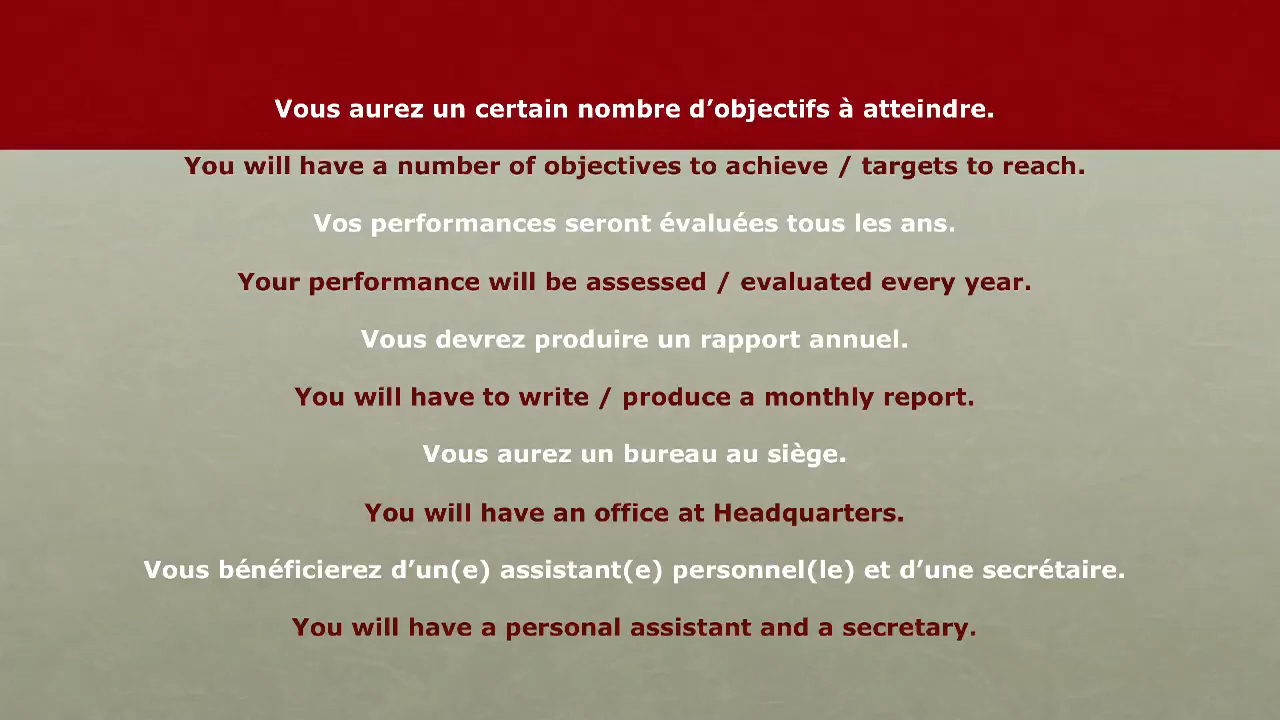 Vous aurez un certain nombre d’objectifs à atteindre.
You will have a number of objectives to achieve / targets to reach.
Vos performances seront évaluées tous les ans.
Your performance will be assessed / evaluated every year.
Vous devrez produire un rapport annuel.
You will have to write / produce a monthly report.
Vous aurez un bureau au siège.
You will have an office at Headquarters.
Vous bénéficierez d’un(e) assistant(e) personnel(le) et d’une secrétaire.
You will have a personal assistant and a secretary.